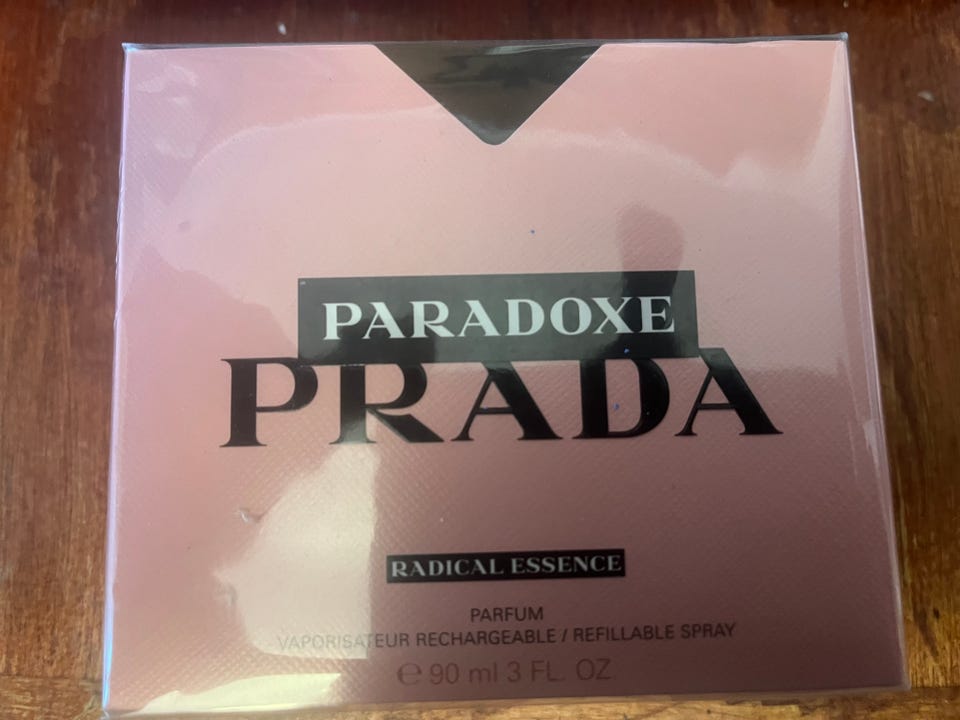 PARADOXE
PRADA
RADICAL ESSENCE
PARFUM
VAPORISATEUR RECHARGEABLE / REFILLABLE SPRAY
℮ 90 ml 3 FL. OZ